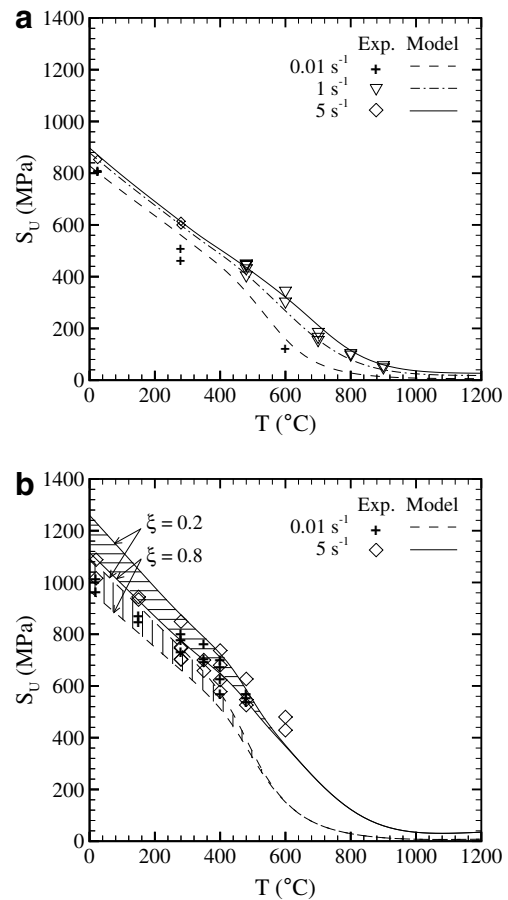 a
1400
1200
1000
800
600
400
200
0
S_U (MPa)
Exp. Model
0.01 s⁻¹
1 s⁻¹
5 s⁻¹
0 200 400 600 800 1000 1200
T (°C)
b
1400
1200
1000
800
600
400
200
0
S_U (MPa)
Exp. Model
0.01 s⁻¹
5 s⁻¹
ξ = 0.2
ξ = 0.8
0 200 400 600 800 1000 1200
T (°C)